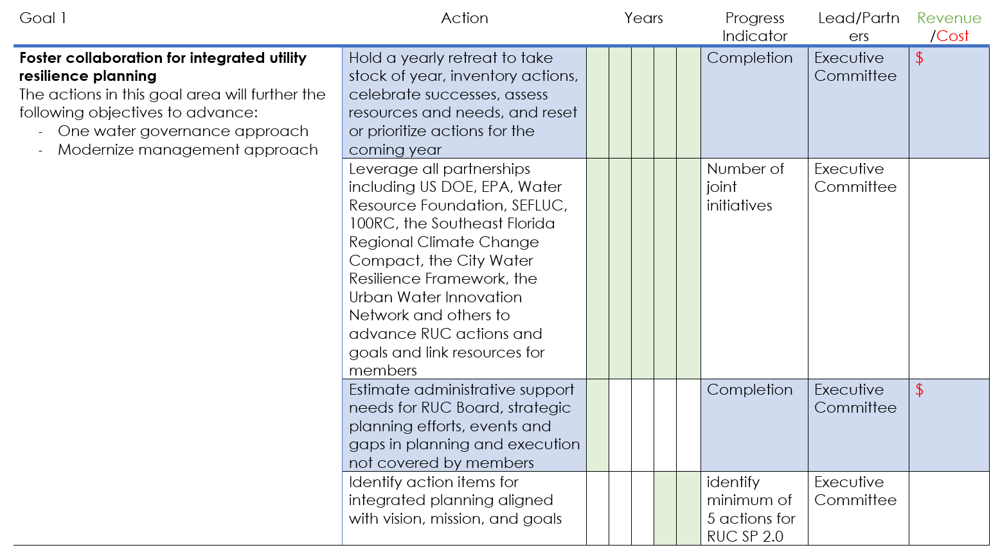 Goal 1
Action
Years
Progress
Indicator
Lead/Partn
ers
Revenue
/Cost
Foster collaboration for integrated utility
resilience planning
The actions in this goal area will further the
following objectives to advance:
- One water governance approach
- Modernize management approach
Hold a yearly retreat to take
stock of year, inventory actions,
celebrate successes, assess
resources and needs, and reset
or prioritize actions for the
coming year
Completion
Executive
Committee
$
Leverage all partnerships
including US DOE, EPA, Water
Resource Foundation, SEFLUC,
100RC, the Southeast Florida
Regional Climate Change
Compact, the City Water
Resilience Framework, the
Urban Water Innovation
Network and others to
advance RUC actions and
goals and link resources for
members
Number of
joint
initiatives
Executive
Committee
Estimate administrative support
needs for RUC Board, strategic
planning efforts, events and
gaps in planning and execution
not covered by members
Completion
Executive
Committee
$
Identify action items for
integrated planning aligned
with vision, mission, and goals
identify
minimum of
5 actions for
RUC SP 2.0
Executive
Committee